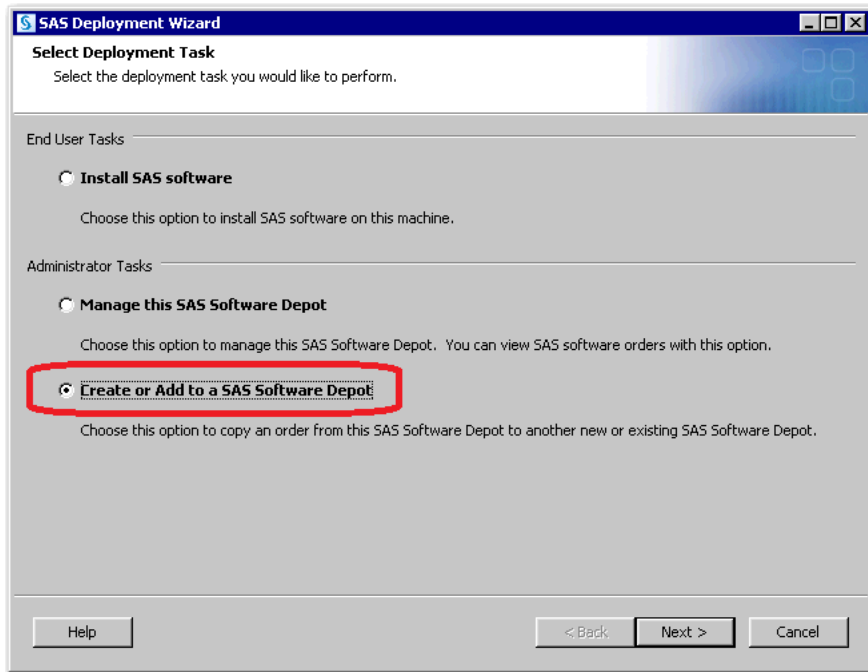 SAS Deployment Wizard
Select Deployment Task
Select the deployment task you would like to perform.
End User Tasks
Install SAS software
Choose this option to install SAS software on this machine.
Administrator Tasks
Manage this SAS Software Depot
Choose this option to manage this SAS Software Depot.  You can view SAS software orders with this option.
Create or Add to a SAS Software Depot
Choose this option to copy an order from this SAS Software Depot to another new or existing SAS Software Depot.
Help
< Back
Next >
Cancel